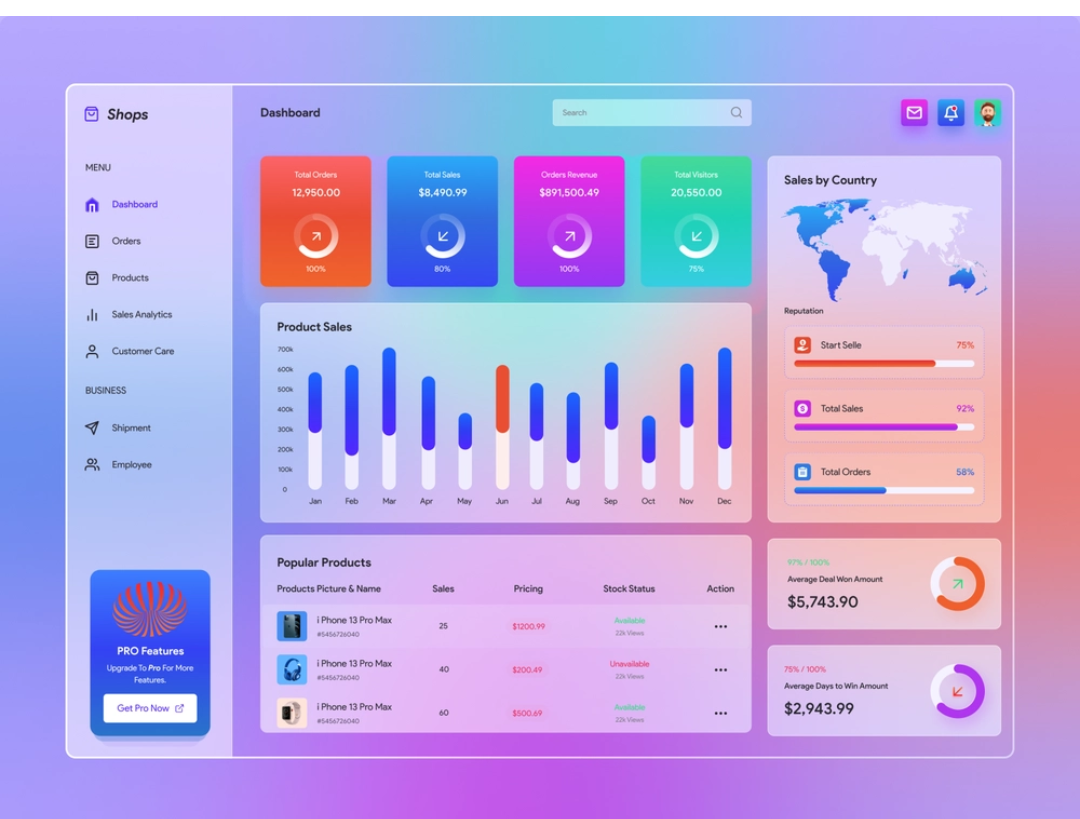 Shops
MENU
Dashboard
Orders
Products
Sales Analytics
Customer Care
BUSINESS
Shipment
Employee
PRO Features
Upgrade To Pro For More
Features.
Get Pro Now
Dashboard
Search
Total Orders
12,950.00
100%
Total Sales
$8,490.99
80%
Orders Revenue
$891,500.49
100%
Total Visitors
20,550.00
75%
Product Sales
700k
600k
500k
400k
300k
200k
100k
0
Jan Feb Mar Apr May Jun Jul Aug Sep Oct Nov Dec
Popular Products
Products Picture & Name Sales Pricing Stock Status Action
i Phone 13 Pro Max 25 $1200.99 Available
#5456726040 22k Views
i Phone 13 Pro Max 40 $200.49 Unavailable
#5456726040 22k Views
i Phone 13 Pro Max 60 $500.69 Available
#5456726040 22k Views
Sales by Country
Reputation
Start Selle 75%
Total Sales 92%
Total Orders 58%
97% / 100%
Average Deal Won Amount
$5,743.90
75% / 100%
Average Days to Win Amount
$2,943.99